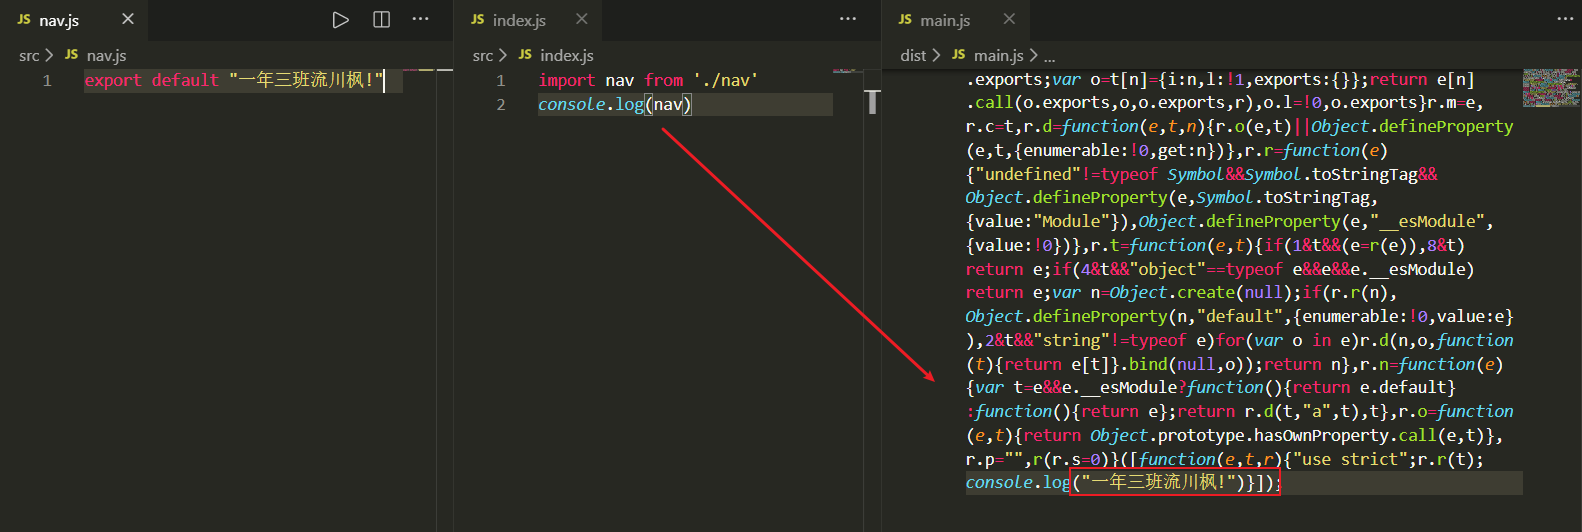 JS nav.js
src > JS nav.js
1 export default "一年三班流川枫!"
JS index.js
src > JS index.js
1 import nav from './nav'
2 console.log(nav)
JS main.js
dist > JS main.js > ...
.exports;var o=t[n]={i:n,l:!1,exports:{}};return e[n]
.call(o.exports,o,o.exports,r),o.l=!0,o.exports}r.m=e,
r.c=t,r.d=function(e,t,n){r.o(e,t)||Object.defineProperty
(e,t,{enumerable:!0,get:n})},r.r=function(e)
{"undefined"!=typeof Symbol&&Symbol.toStringTag&&
Object.defineProperty(e,Symbol.toStringTag,
{value:"Module"}),Object.defineProperty(e,"__esModule",
{value:!0})},r.t=function(e,t){if(1&t&&(e=r(e)),8&t)
return e;if(4&t&&"object"==typeof e&&e&&e.__esModule)
return e;var n=Object.create(null);if(r.r(n),
Object.defineProperty(n,"default",{enumerable:!0,value:e}
),2&t&&"string"!=typeof e)for(var o in e)r.d(n,o,function
(t){return e[t]}.bind(null,o));return n},r.n=function(e)
{var t=e&&e.__esModule?function(){return e.default}
:function(){return e};return r.d(t,"a",t),t},r.o=function
(e,t){return Object.prototype.hasOwnProperty.call(e,t)},
r.p="",r(r.s=0)}([function(e,t,r){"use strict";r.r(t);
console.log("一年三班流川枫!")}]);